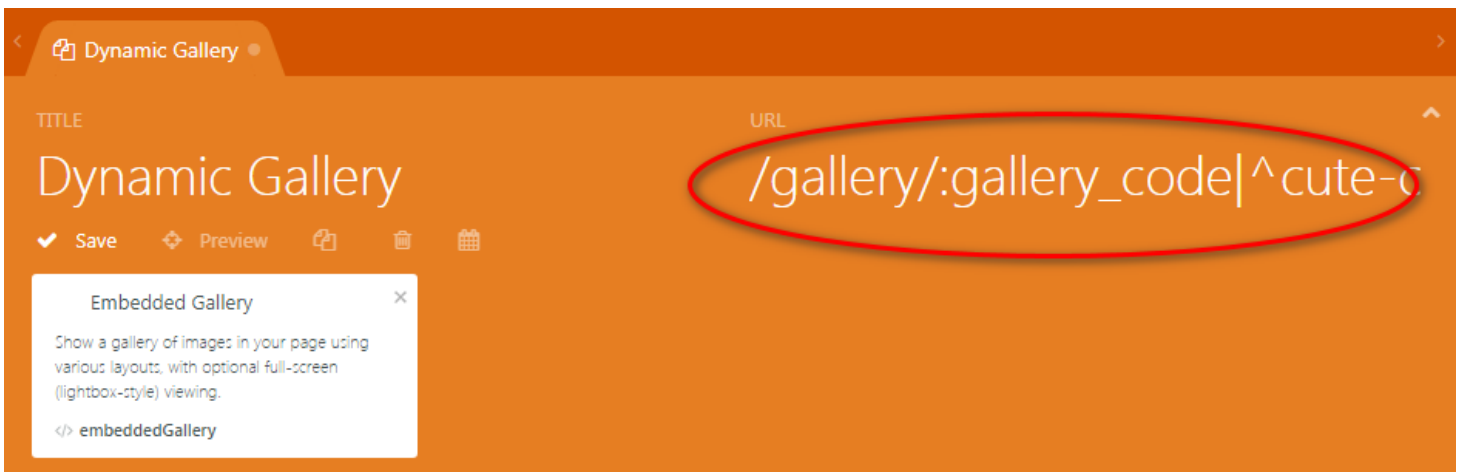 Dynamic Gallery
TITLE
URL
Dynamic Gallery
/gallery/:gallery_code|^cute-c
Save
Preview
Embedded Gallery
Show a gallery of images in your page using
various layouts, with optional full-screen
(lightbox-style) viewing.
</> embeddedGallery